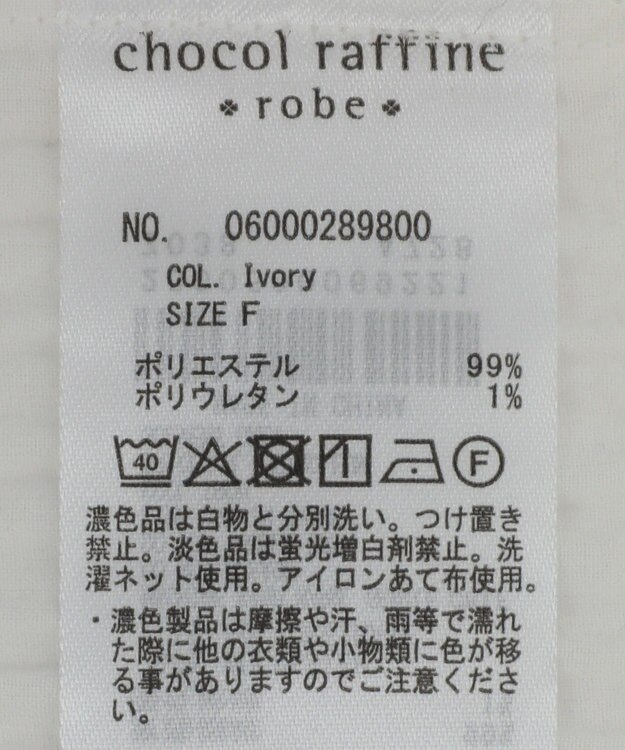 chocol raffine
robe
NO. 06000289800
COL. Ivory
SIZE F
ポリエステル 99%
ポリウレタン 1%
40 F
濃色品は白物と分別洗い。つけ置き
禁止。淡色品は蛍光増白剤禁止。洗
濯ネット使用。アイロンあて布使用。
・濃色製品は摩擦や汗、雨等で濡れ
た際に他の衣類や小物類に色が移
る事がありますのでご注意くださ
い。